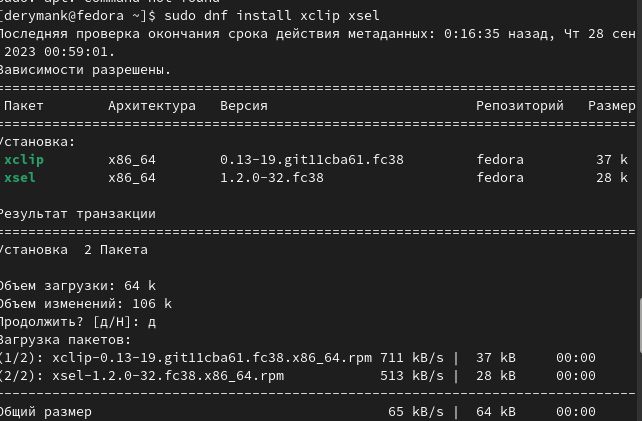 sudo: apt: command not found
[derymank@fedora ~]$ sudo dnf install xclip xsel
Последняя проверка окончания срока действия метаданных: 0:16:35 назад, Чт 28 сен
2023 00:59:01.
Зависимости разрешены.
================================================================================
Пакет Архитектура Версия Репозиторий Размер
================================================================================
Установка:
xclip x86_64 0.13-19.git11cba61.fc38 fedora 37 k
xsel x86_64 1.2.0-32.fc38 fedora 28 k
Результат транзакции
================================================================================
Установка 2 Пакета
Объем загрузки: 64 k
Объем изменений: 106 k
Продолжить? [д/Н]: д
Загрузка пакетов:
(1/2): xclip-0.13-19.git11cba61.fc38.x86_64.rpm 711 kB/s | 37 kB 00:00
(2/2): xsel-1.2.0-32.fc38.x86_64.rpm 513 kB/s | 28 kB 00:00
--------------------------------------------------------------------------------
Общий размер 65 kB/s | 64 kB 00:00